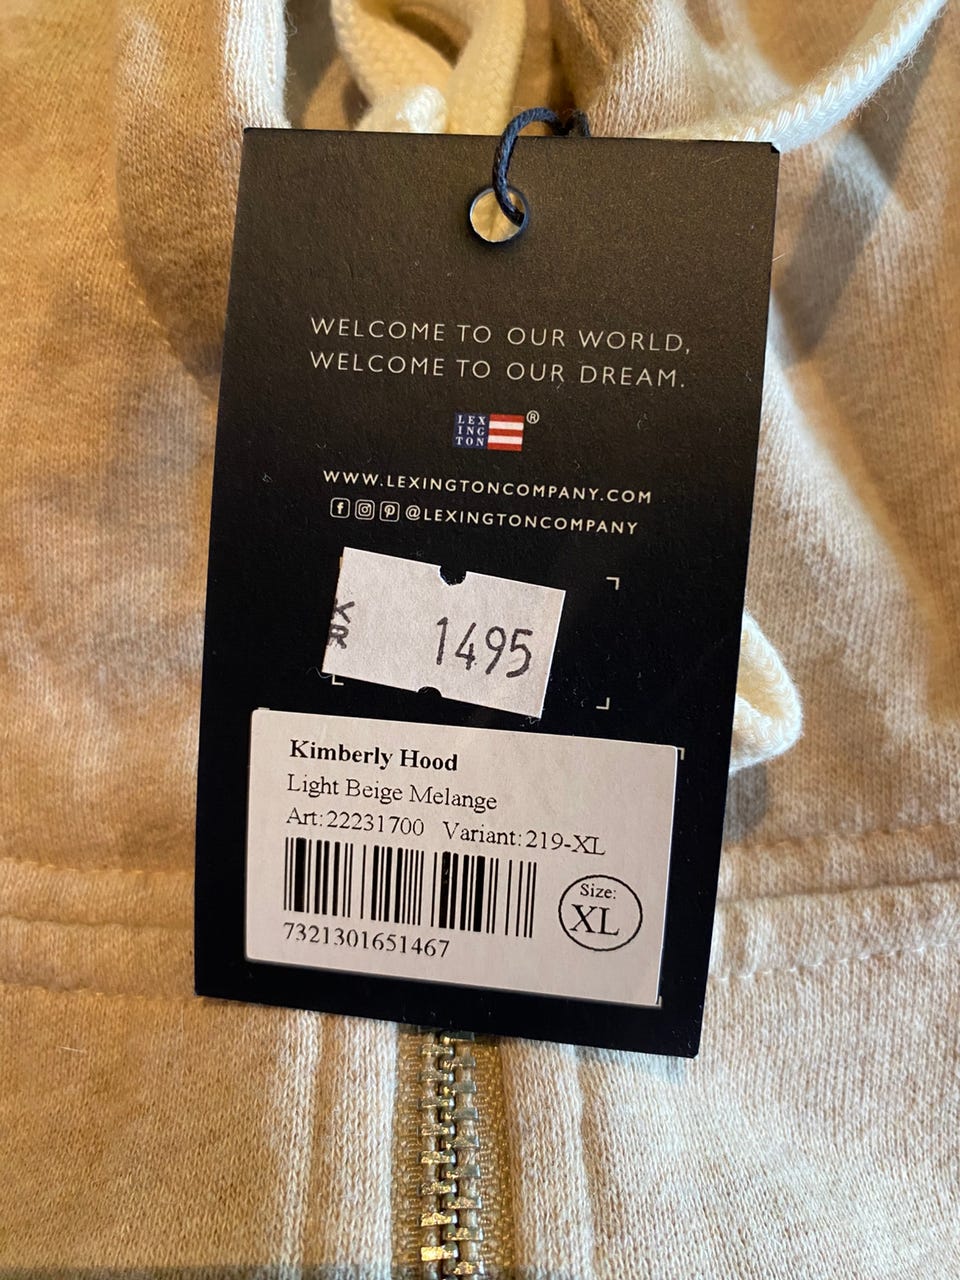 WELCOME TO OUR WORLD,
WELCOME TO OUR DREAM.
LEX
ING
TON
®
WWW.LEXINGTONCOMPANY.COM
@LEXINGTONCOMPANY
KR
1495
Kimberly Hood
Light Beige Melange
Art:22231700 Variant:219-XL
7321301651467
Size:
XL